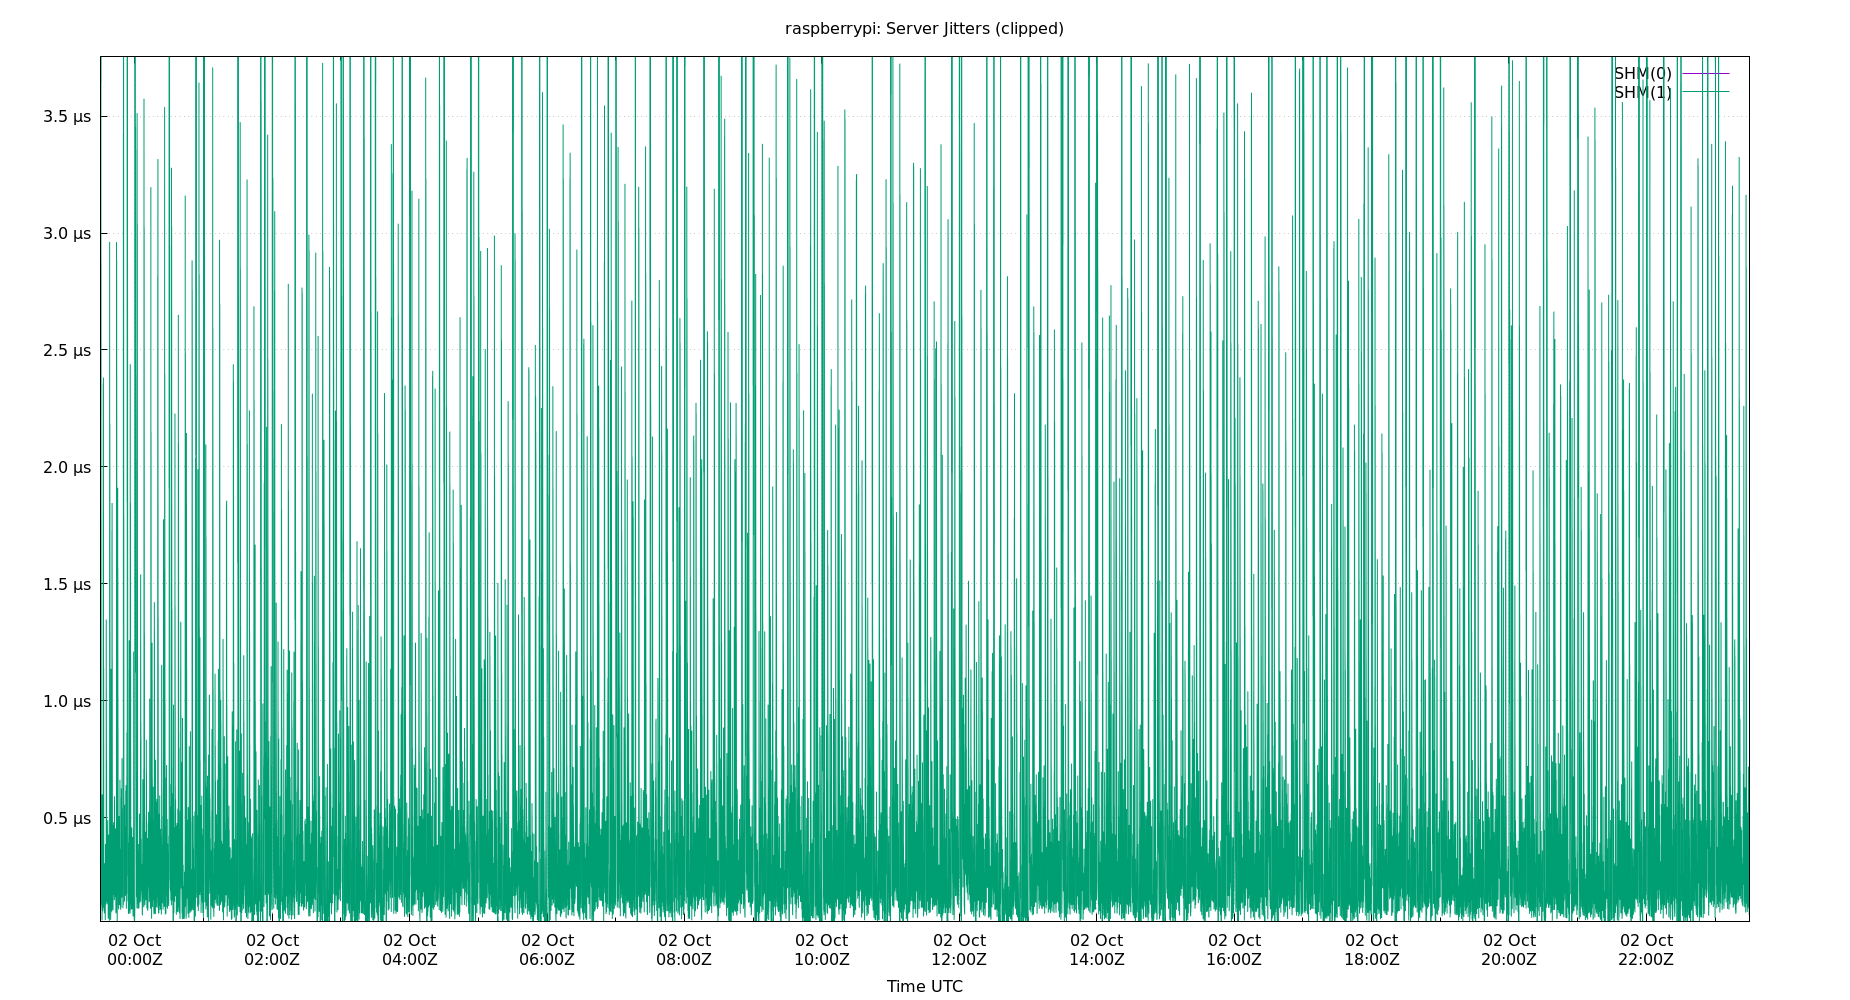 raspberrypi: Server Jitters (clipped)
SHM(0)
SHM(1)
3.5 µs
3.0 µs
2.5 µs
2.0 µs
1.5 µs
1.0 µs
0.5 µs
02 Oct 02 Oct 02 Oct 02 Oct 02 Oct 02 Oct 02 Oct 02 Oct 02 Oct 02 Oct 02 Oct 02 Oct
00:00Z 02:00Z 04:00Z 06:00Z 08:00Z 10:00Z 12:00Z 14:00Z 16:00Z 18:00Z 20:00Z 22:00Z
Time UTC